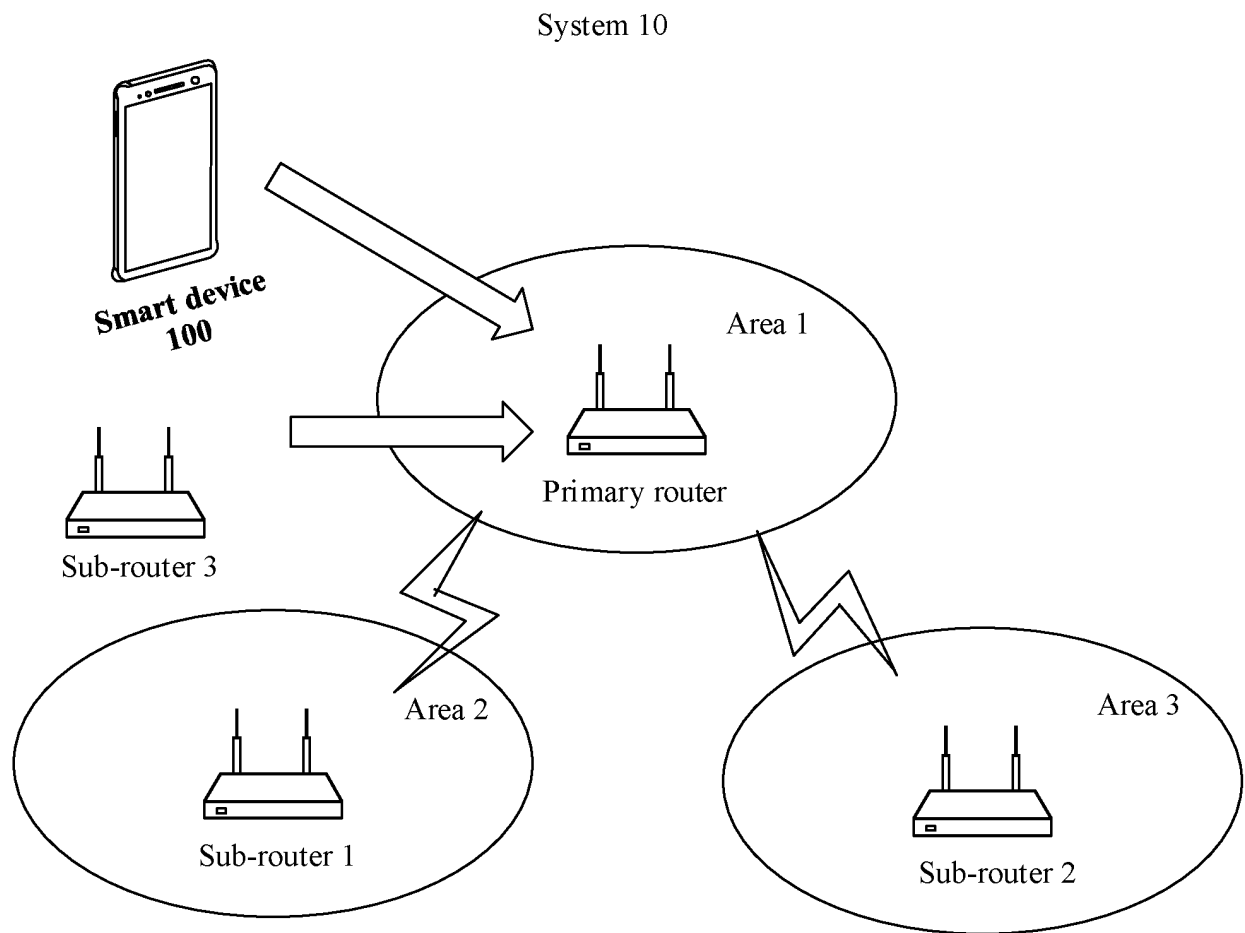 System 10
Smart device
100
Area 1
Primary router
Sub-router 3
Area 2
Sub-router 1
Area 3
Sub-router 2